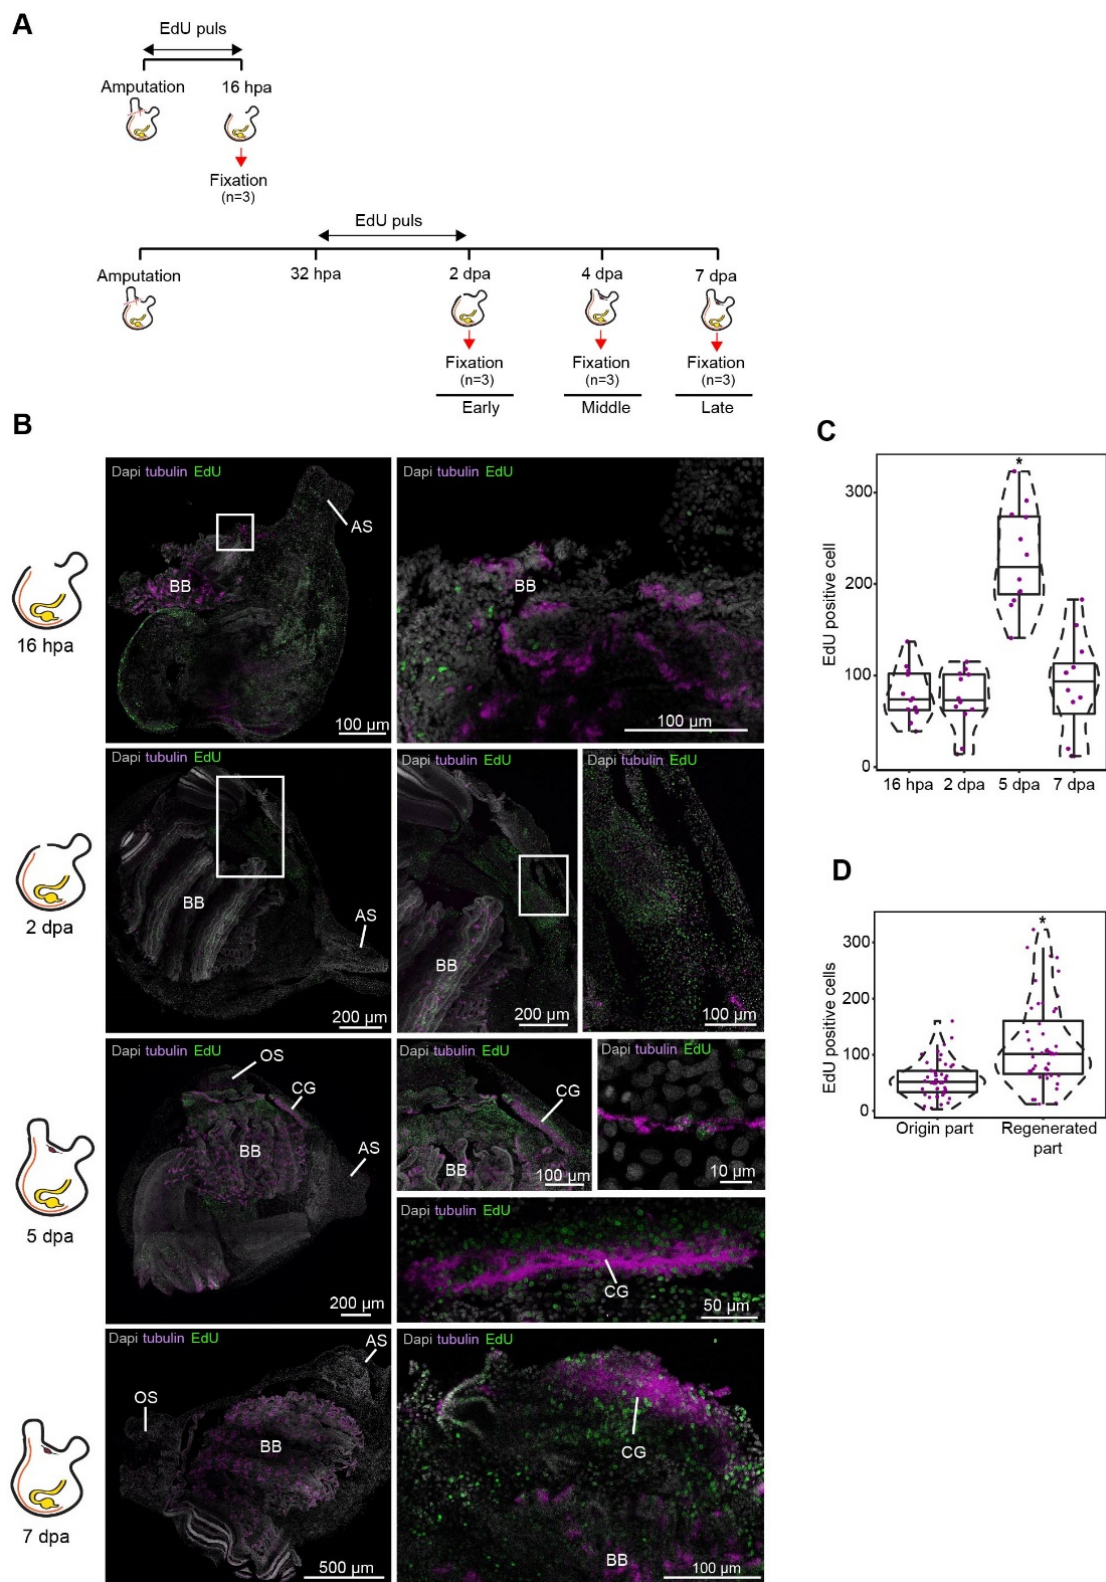 A
EdU puls
Amputation
16 hpa
Fixation
(n=3)
EdU puls
Amputation
32 hpa
2 dpa
4 dpa
7 dpa
Fixation
(n=3)
Fixation
(n=3)
Fixation
(n=3)
Early
Middle
Late
B
16 hpa
Dapi tubulin EdU
AS
BB
100 µm
Dapi tubulin EdU
BB
100 µm
2 dpa
Dapi tubulin EdU
BB
AS
200 µm
Dapi tubulin EdU
BB
200 µm
Dapi tubulin EdU
100 µm
5 dpa
Dapi tubulin EdU
OS
CG
BB
AS
200 µm
Dapi tubulin EdU
CG
BB
100 µm
Dapi tubulin EdU
10 µm
Dapi tubulin EdU
CG
50 µm
7 dpa
Dapi tubulin EdU
AS
OS
BB
500 µm
Dapi tubulin EdU
CG
BB
100 µm
C
EdU positive cell
300
200
100
0
*
16 hpa
2 dpa
5 dpa
7 dpa
D
EdU positive cells
300
200
100
0
*
Origin part
Regenerated
part